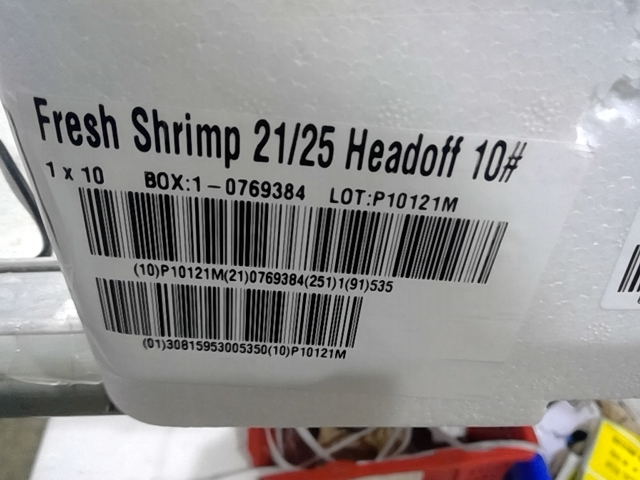 Fresh Shrimp 21/25 Headoff 10#
1 x 10 BOX:1-0769384 LOT:P10121M
(10)P10121M(21)0769384(251)1(91)535
(01)30815953005350(10)P10121M